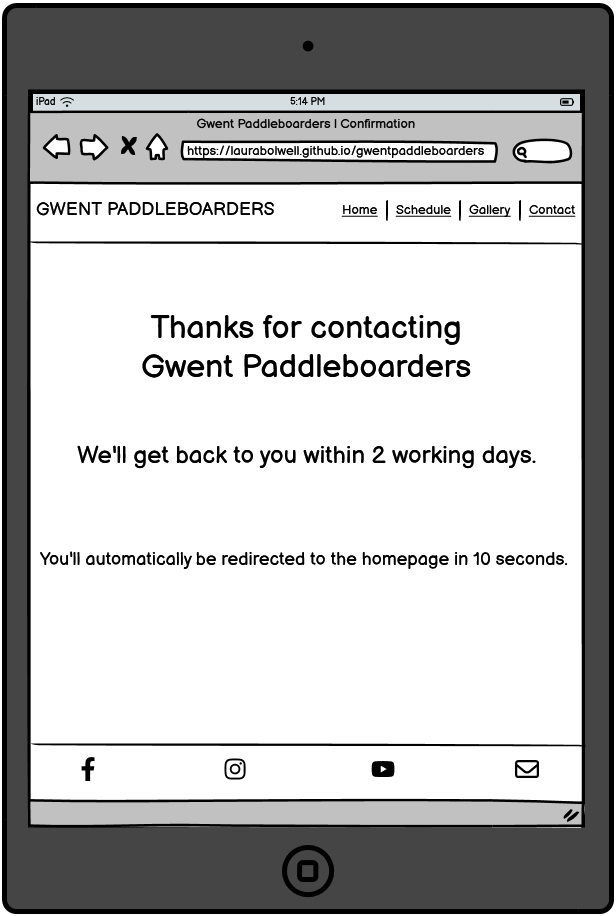 iPad 5:14 PM
Gwent Paddleboarders | Confirmation
https://laurabolwell.github.io/gwentpaddleboarders
GWENT PADDLEBOARDERS Home | Schedule | Gallery | Contact
Thanks for contacting
Gwent Paddleboarders
We'll get back to you within 2 working days.
You'll automatically be redirected to the homepage in 10 seconds.